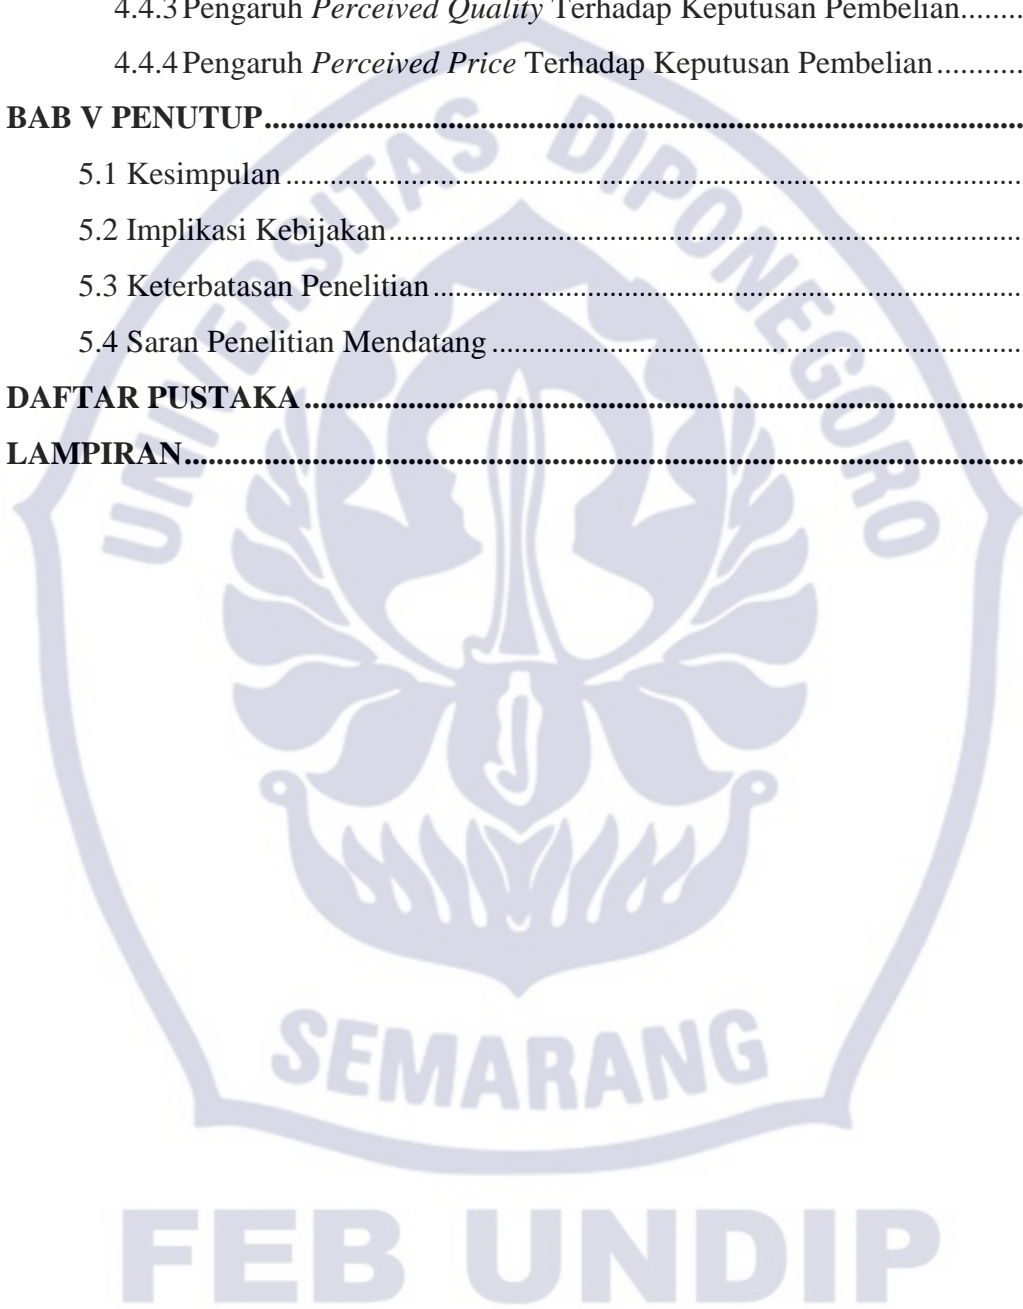 4.4.3 Pengaruh Perceived Quality Terhadap Keputusan Pembelian........
4.4.4 Pengaruh Perceived Price Terhadap Keputusan Pembelian...........
BAB V PENUTUP....................................................................................
5.1 Kesimpulan....................................................................................
5.2 Implikasi Kebijakan........................................................................
5.3 Keterbatasan Penelitian..................................................................
5.4 Saran Penelitian Mendatang...........................................................
DAFTAR PUSTAKA...............................................................................
LAMPIRAN.............................................................................................
UNIVERSITAS DIPONEGORO
SEMARANG
FEB UNDIP